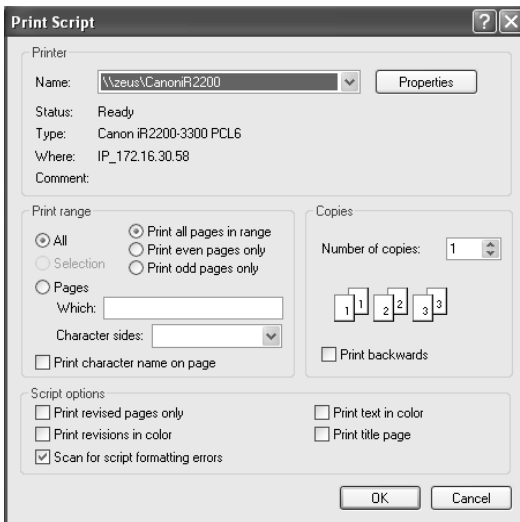 Print Script
Printer
Name: \\zeus\CanoniR2200 Properties
Status: Ready
Type: Canon iR2200-3300 PCL6
Where: IP_172.16.30.58
Comment:
Print range
All
Selection
Pages
Print all pages in range
Print even pages only
Print odd pages only
Which:
Character sides:
Print character name on page
Copies
Number of copies: 1
1 1 2 2 3 3
Print backwards
Script options
Print revised pages only
Print revisions in color
Scan for script formatting errors
Print text in color
Print title page
OK Cancel